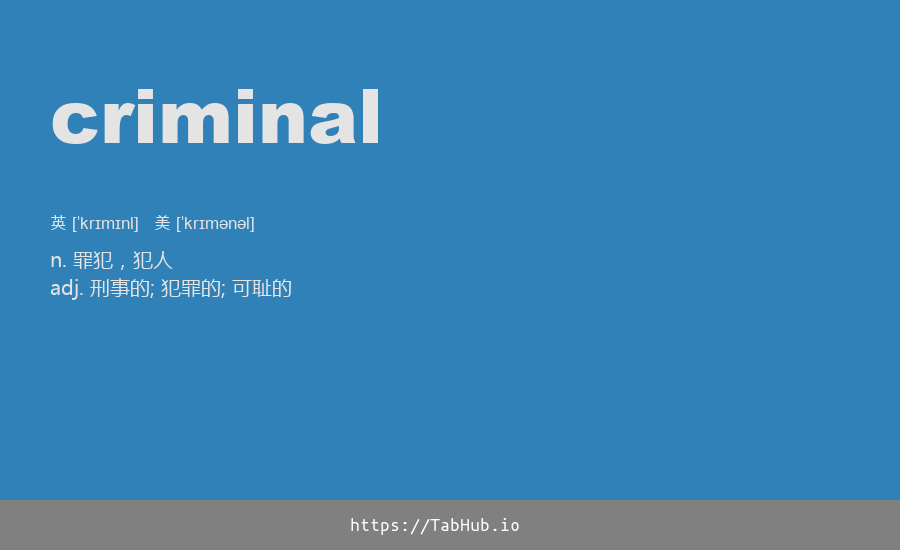 criminal
英 [ˈkrɪmɪnl] 美 [ˈkrɪmənəl]
n. 罪犯，犯人
adj. 刑事的; 犯罪的; 可耻的
https://TabHub.io